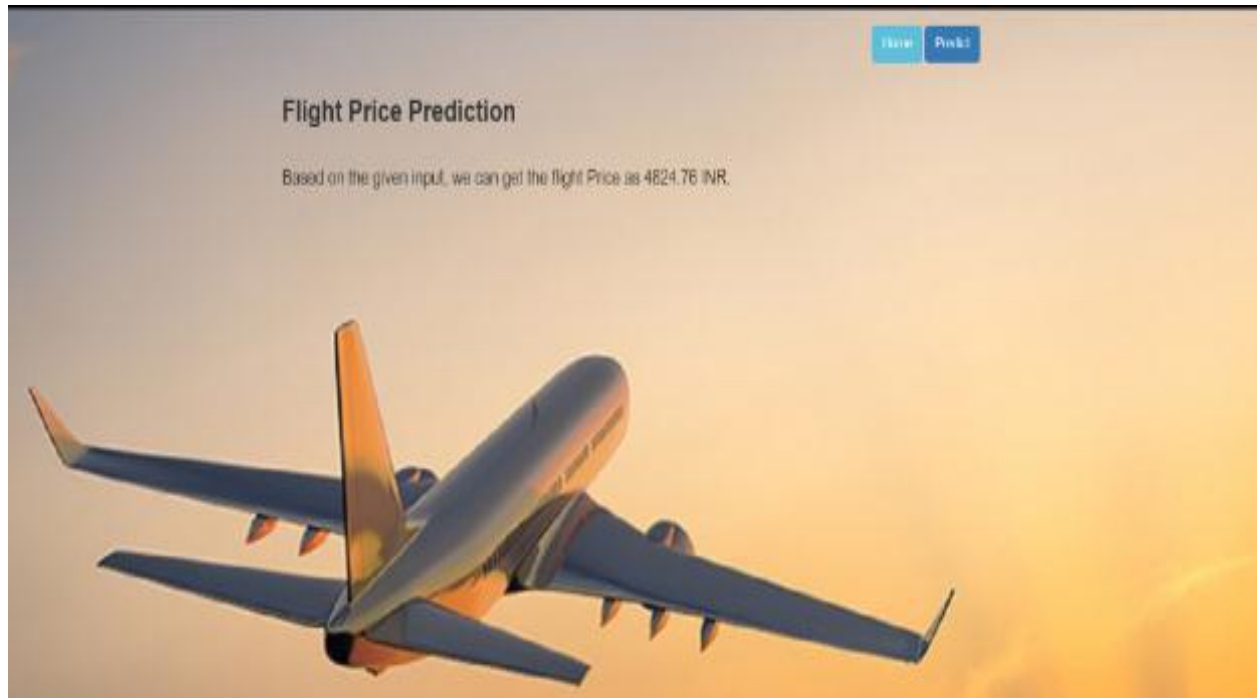 Home Predict
Flight Price Prediction
Based on the given input, we can get the flight Price as 4824.76 INR.